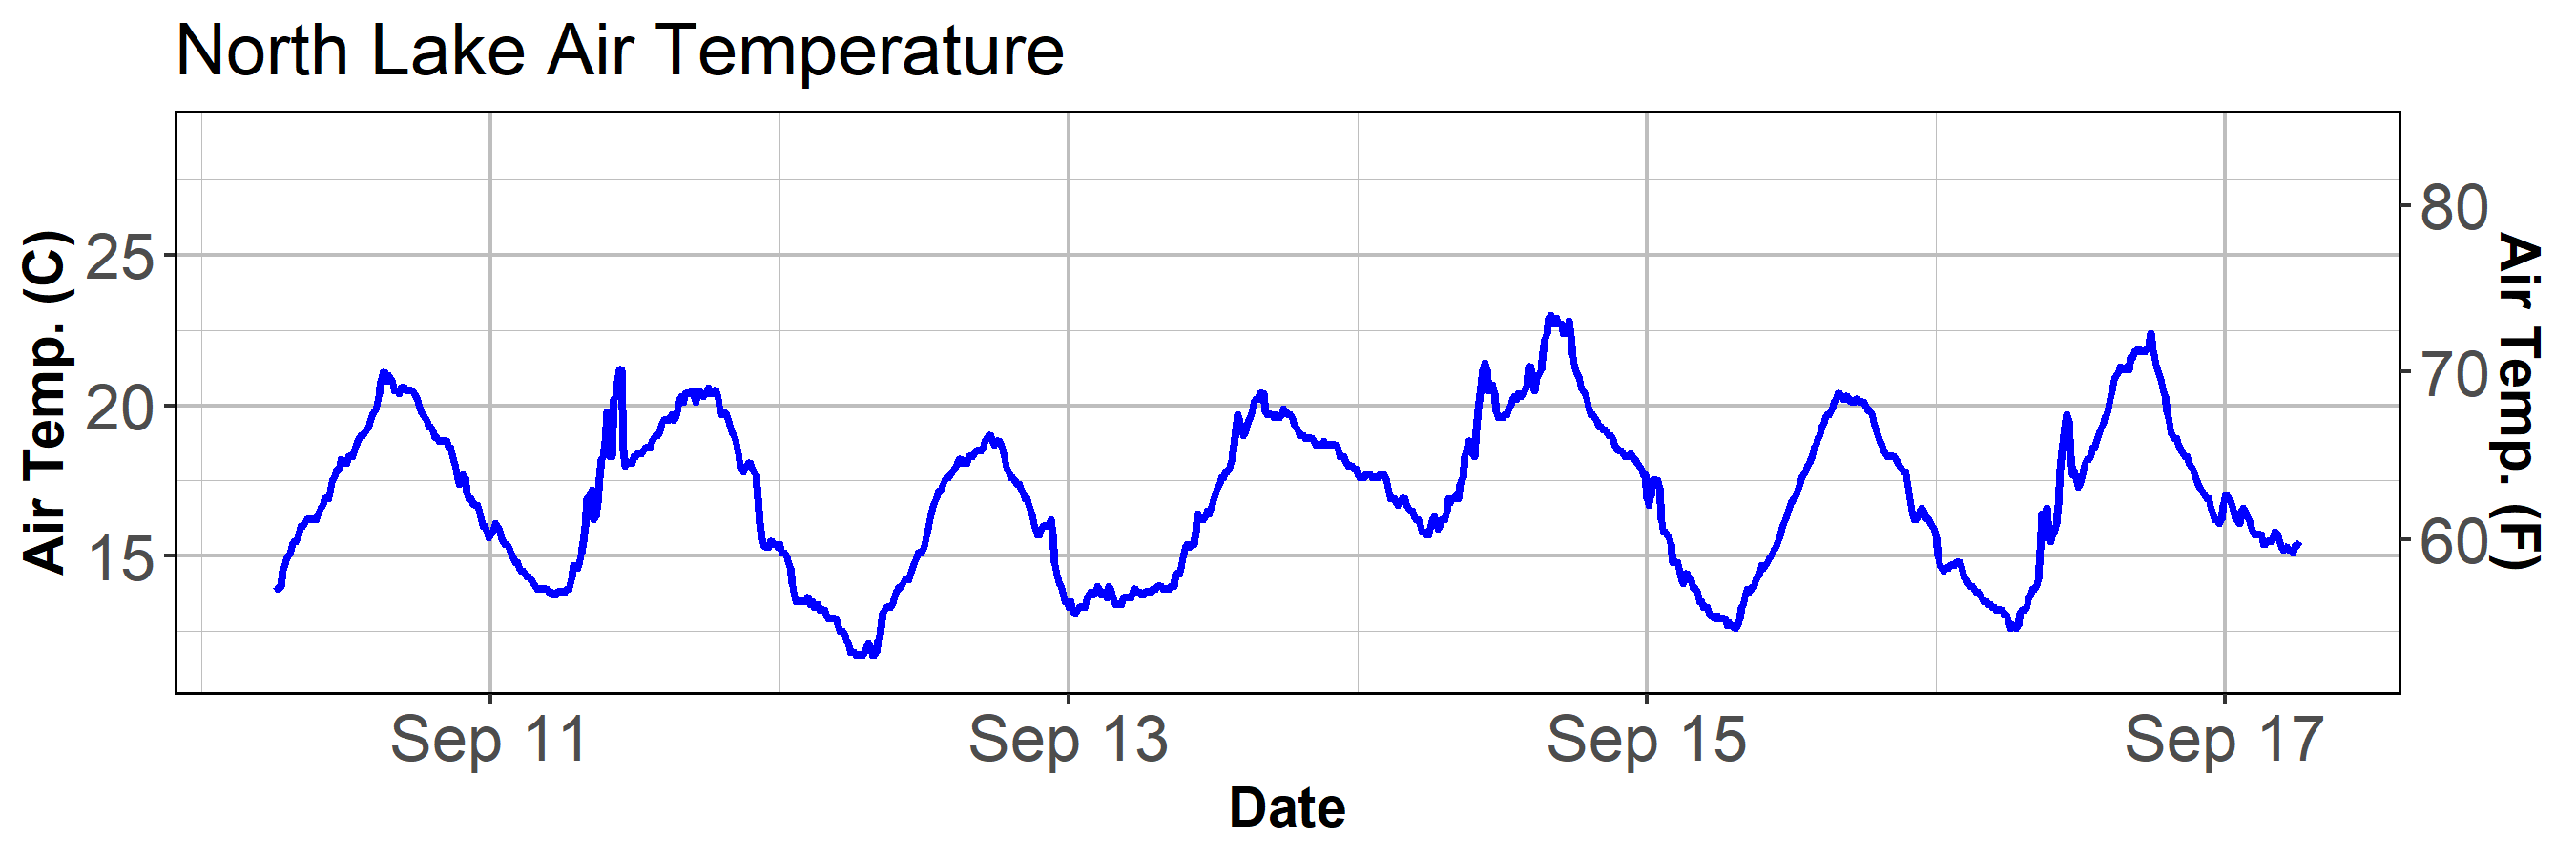 North Lake Air Temperature
Air Temp. (C)
25
20
15
80
70
60
Air Temp. (F)
Sep 11
Sep 13
Sep 15
Sep 17
Date